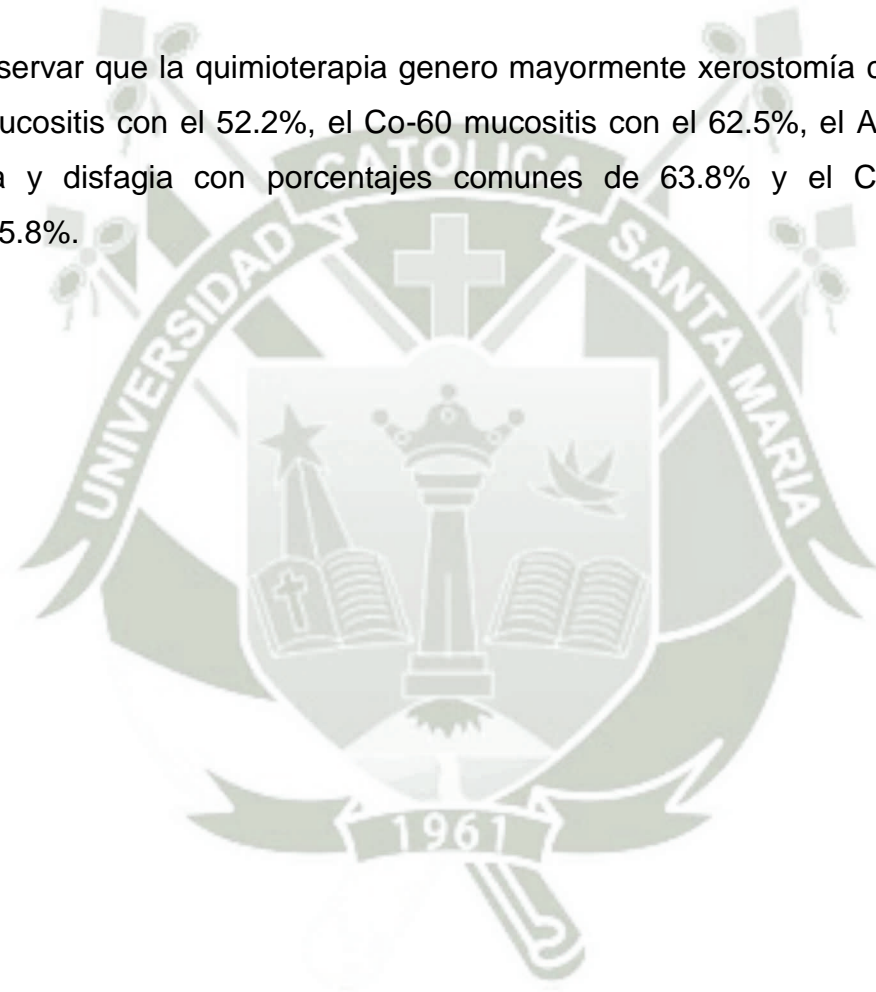 servar que la quimioterapia genero mayormente xerostomía
ucositis con el 52.2%, el Co-60 mucositis con el 62.5%, el A
a y disfagia con porcentajes comunes de 63.8% y el C
5.8%.
UNIVERSIDAD CATOLICA SANTA MARIA
1961